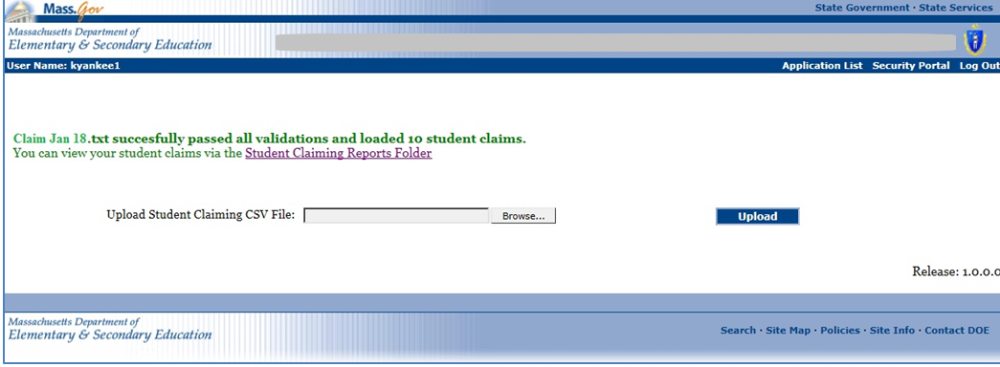 Mass.Gov
State Government · State Services
Massachusetts Department of
Elementary & Secondary Education
User Name: kyankee1
Application List Security Portal Log Out
Claim Jan 18.txt succesfully passed all validations and loaded 10 student claims.
You can view your student claims via the Student Claiming Reports Folder
Upload Student Claiming CSV File: Browse... Upload
Release: 1.0.0.0
Massachusetts Department of
Elementary & Secondary Education
Search · Site Map · Policies · Site Info · Contact DOE